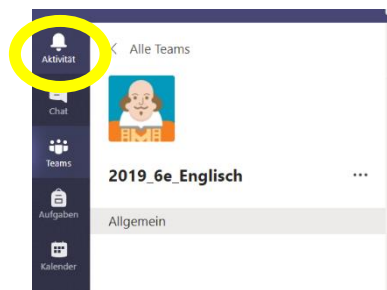 Aktivität
Chat
Teams
Aufgaben
Kalender
Alle Teams
2019_6e_Englisch
Allgemein